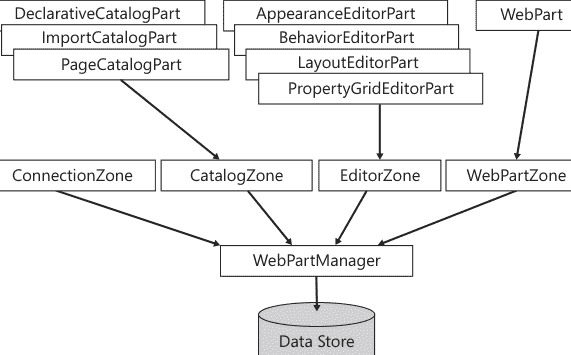 DeclarativeCatalogPart
ImportCatalogPart
PageCatalogPart
AppearanceEditorPart
BehaviorEditorPart
LayoutEditorPart
PropertyGridEditorPart
WebPart
ConnectionZone
CatalogZone
EditorZone
WebPartZone
WebPartManager
Data Store